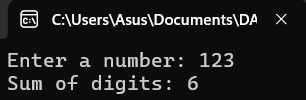 C:\Users\Asus\Documents\DA
Enter a number: 123
Sum of digits: 6